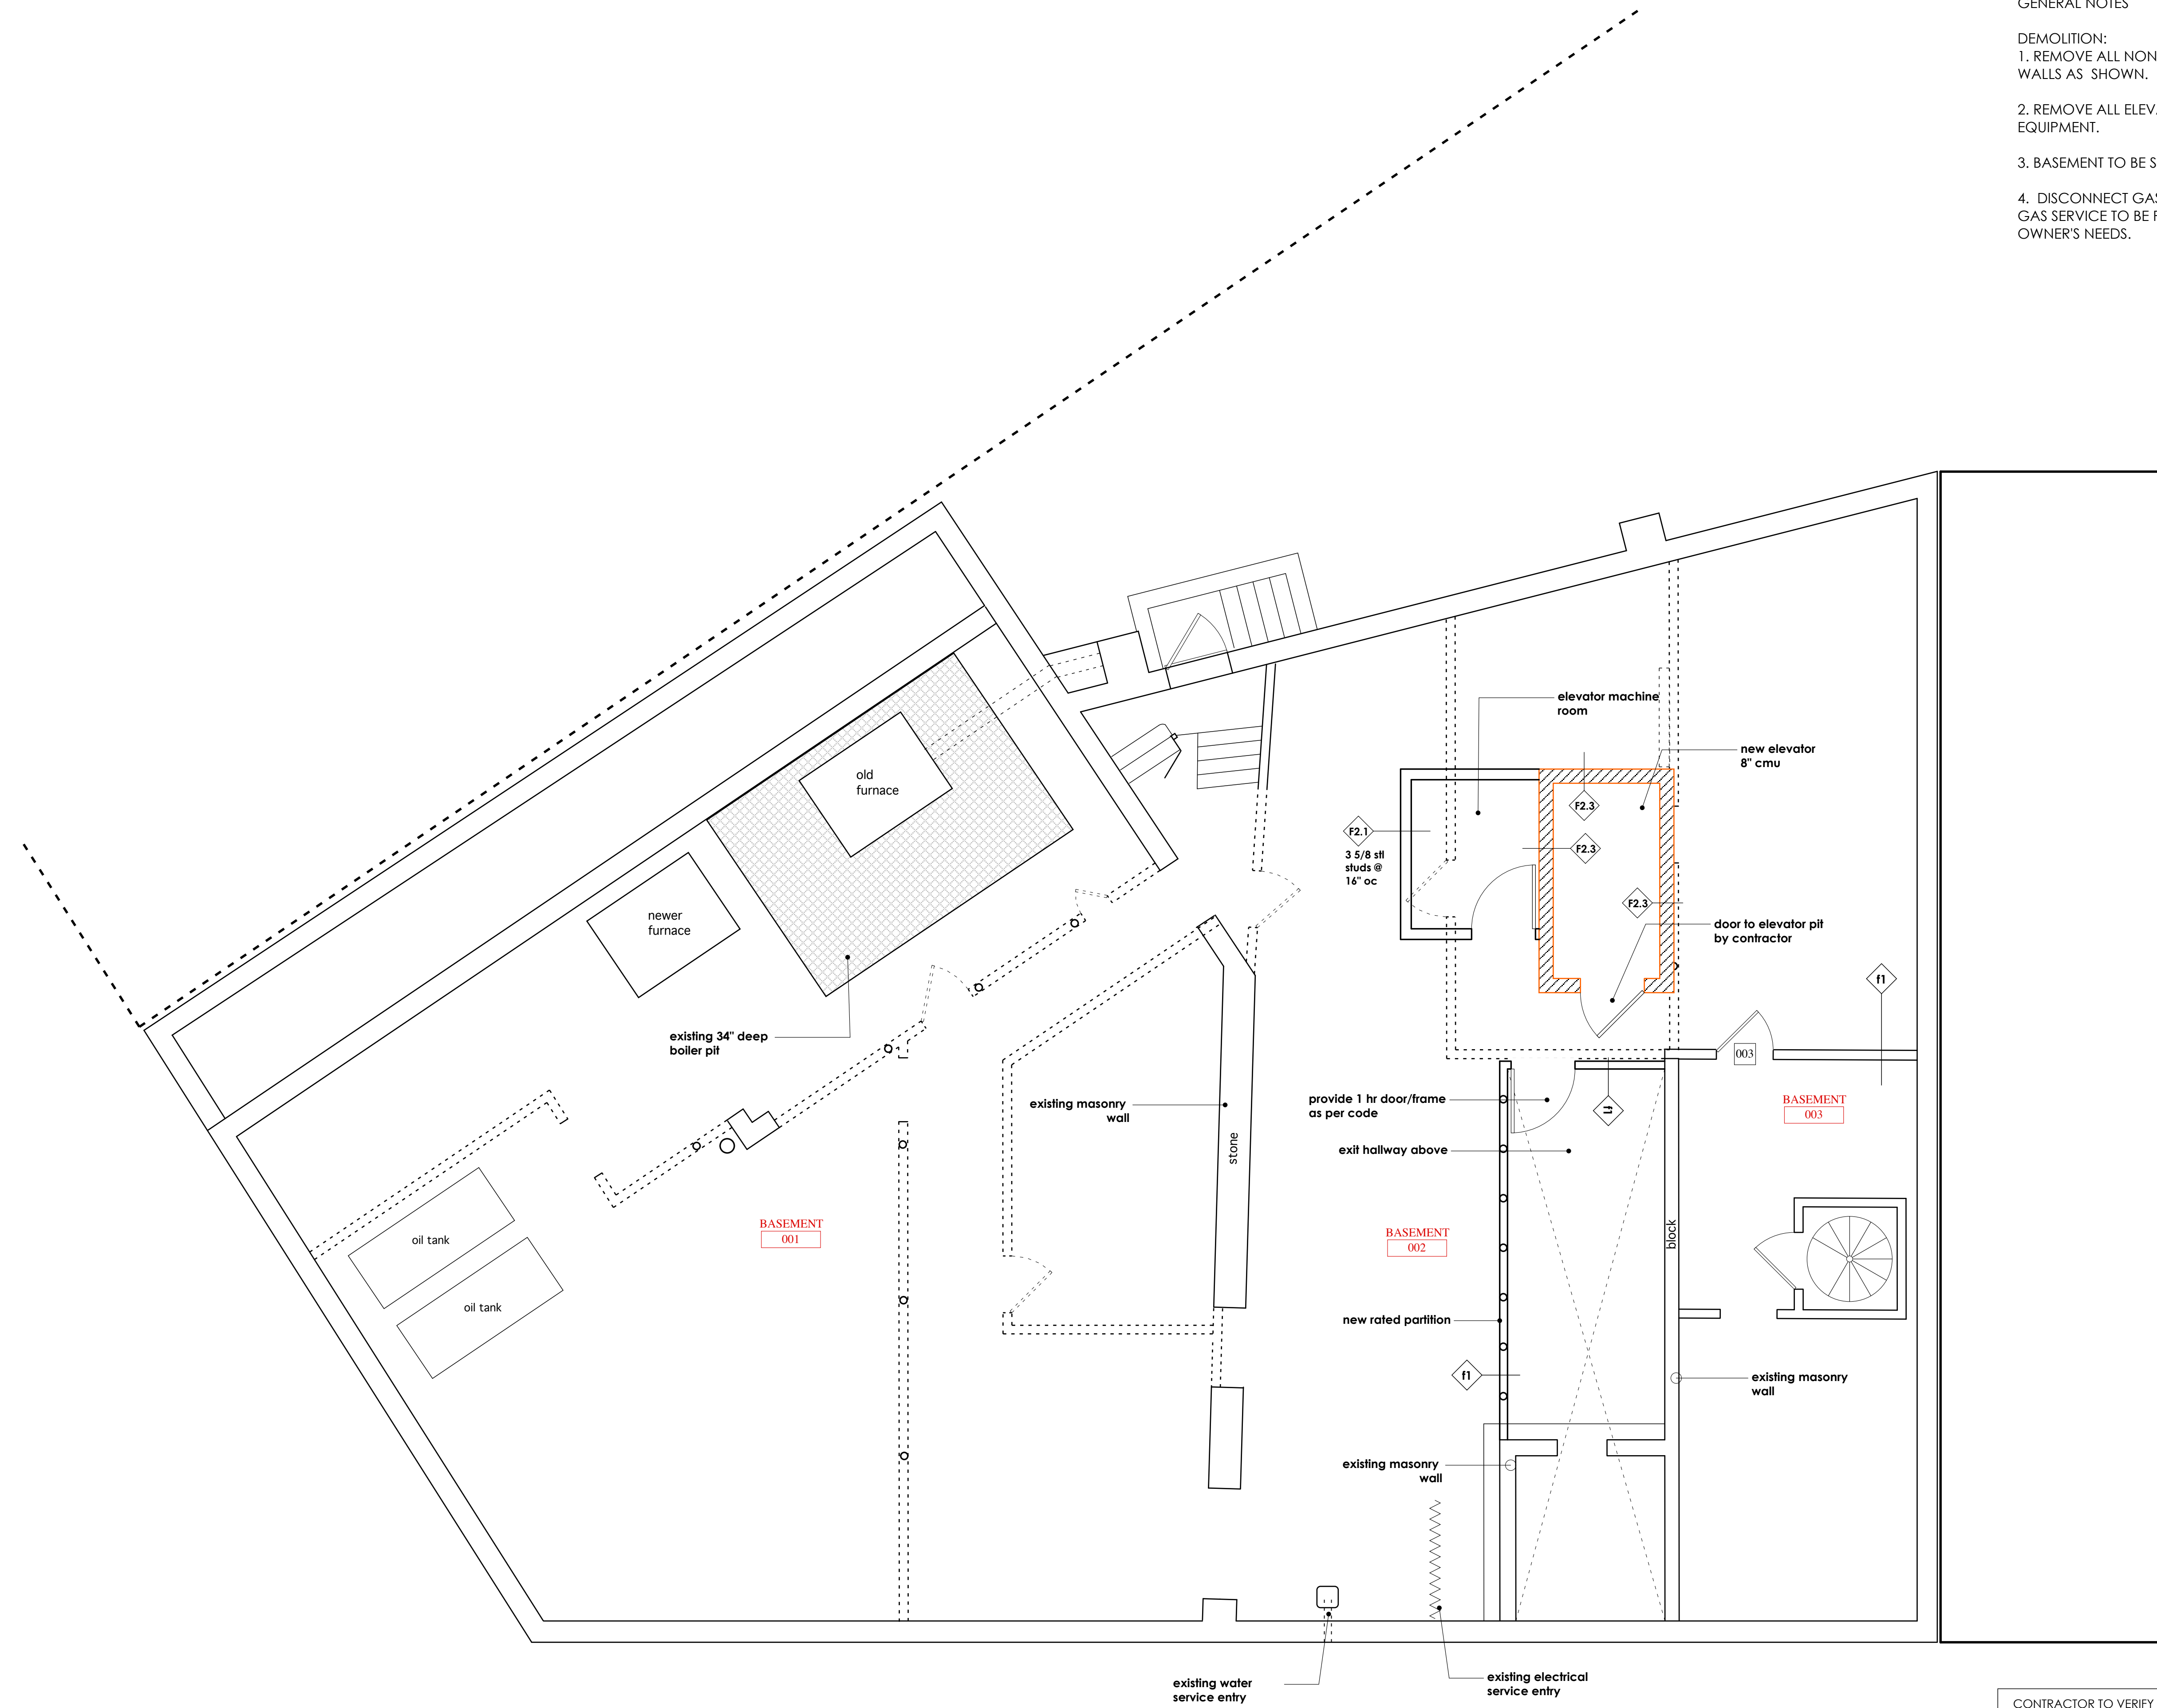 GENERAL NOTES
DEMOLITION:
1. REMOVE ALL NON
WALLS AS SHOWN.
2. REMOVE ALL ELEV
EQUIPMENT.
3. BASEMENT TO BE S
4. DISCONNECT GAS
GAS SERVICE TO BE
OWNER'S NEEDS.
elevator machine
room
new elevator
8" cmu
old
furnace
F2.3
F2.1
F2.3
3 5/8 stl
studs @
16" oc
F2.3
newer
furnace
door to elevator pit
by contractor
f1
existing 34" deep
boiler pit
003
provide 1 hr door/frame
as per code
existing masonry
wall
f1
BASEMENT
003
stone
exit hallway above
BASEMENT
001
BASEMENT
002
block
oil tank
oil tank
new rated partition
f1
existing masonry
wall
existing masonry
wall
existing water
service entry
existing electrical
service entry
CONTRACTOR TO VERIFY